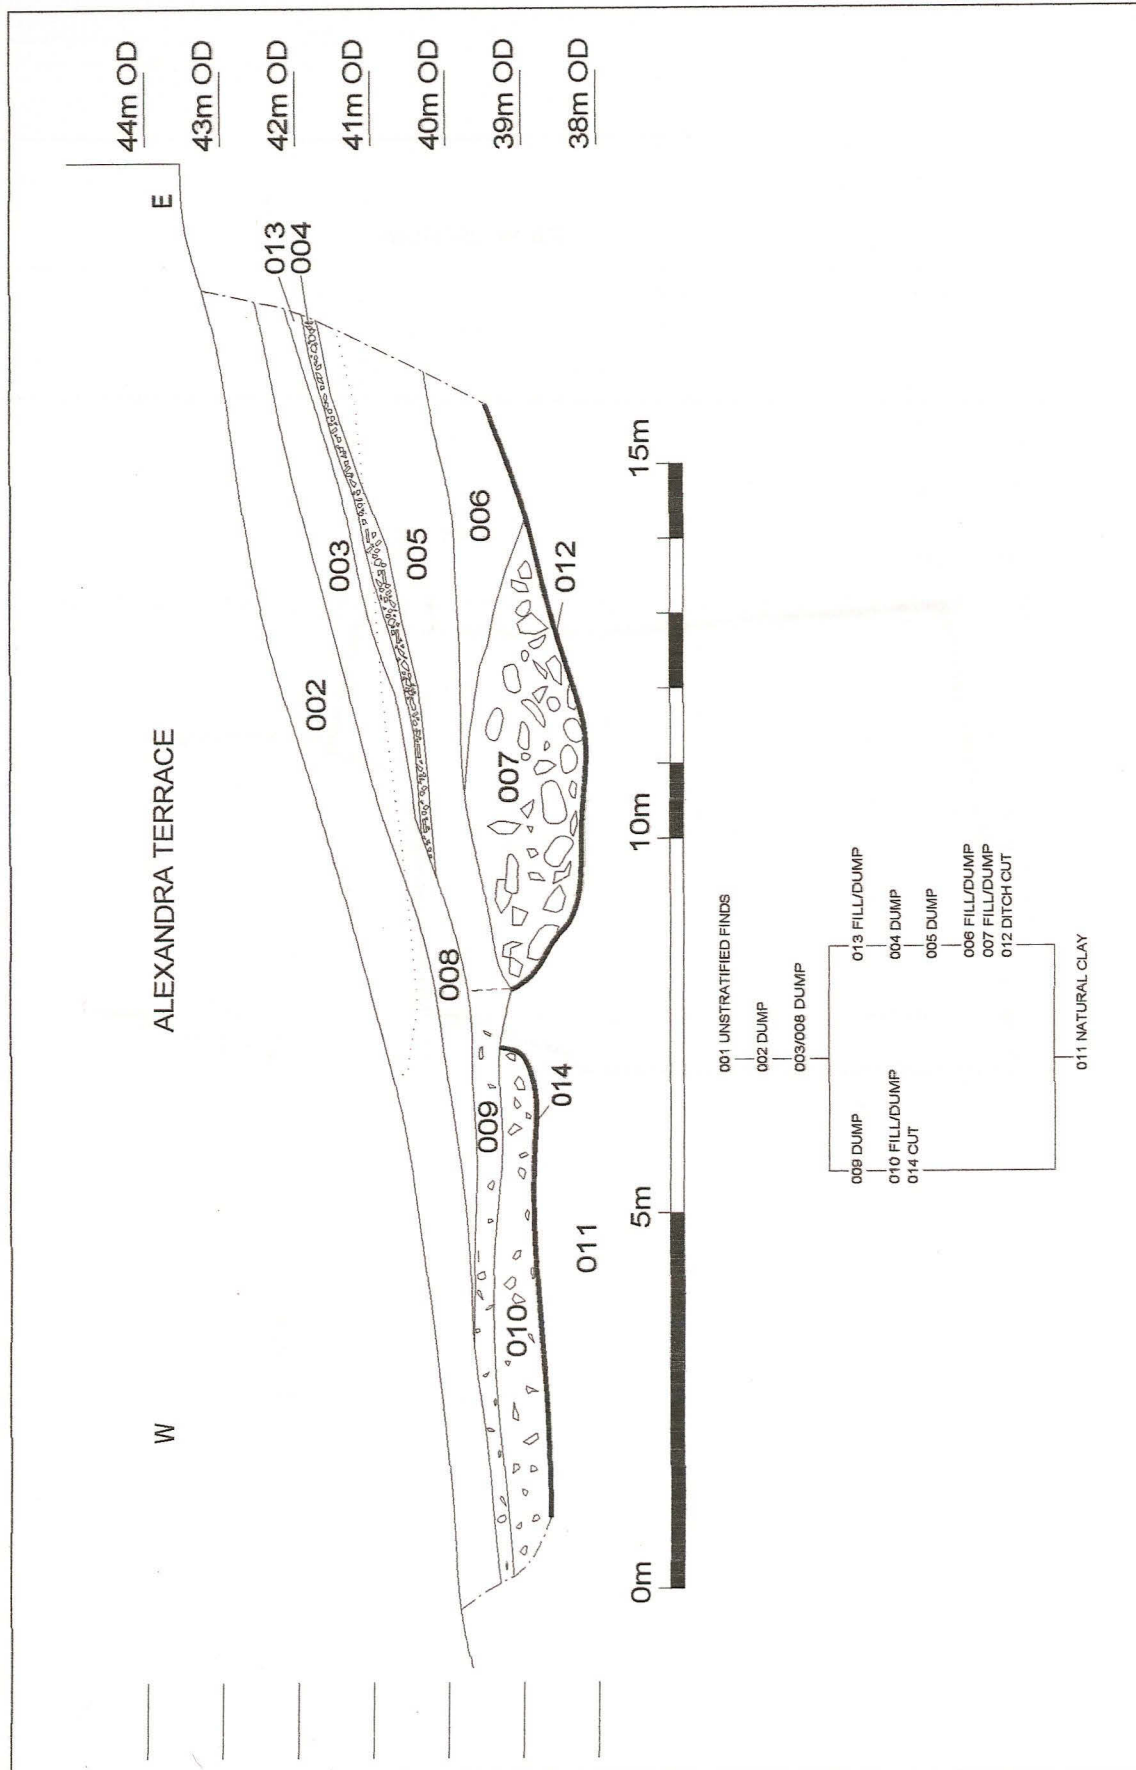 ALEXANDRA TERRACE
W
E
44m OD
43m OD
42m OD
41m OD
40m OD
39m OD
38m OD
013
004
002
003
005
006
008
007
012
009
010
014
011
0m
5m
10m
15m
001 UNSTRATIFIED FINDS
002 DUMP
003/008 DUMP
009 DUMP
010 FILL/DUMP
014 CUT
013 FILL/DUMP
004 DUMP
005 DUMP
006 FILL/DUMP
007 FILL/DUMP
012 DITCH CUT
011 NATURAL CLAY